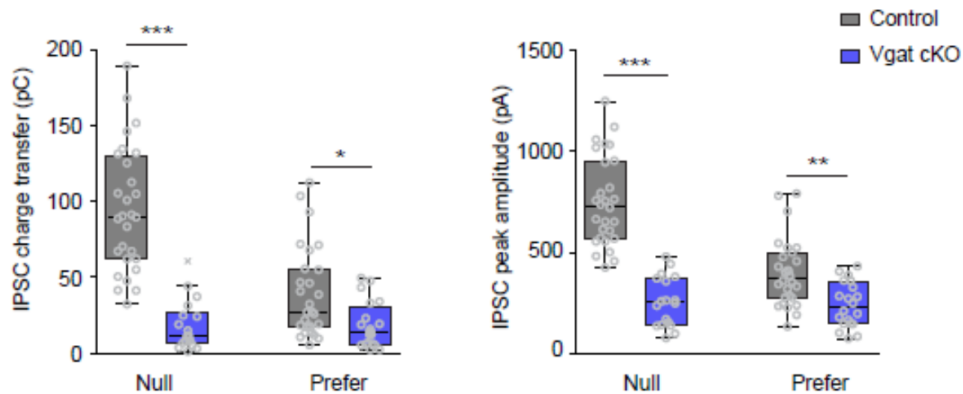 Control
Vgat cKO
IPSC charge transfer (pC)
200
150
100
50
0
***
*
Null
Prefer
IPSC peak amplitude (pA)
1500
1000
500
0
***
**
Null
Prefer